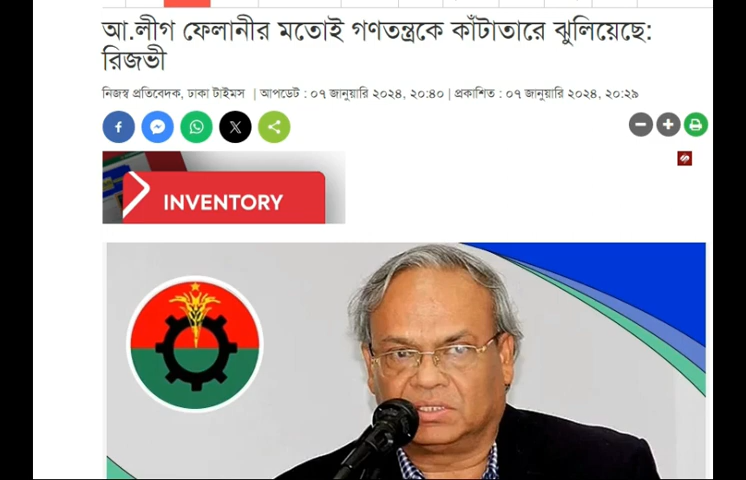 আ.লীগ ফেলানীর মতোই গণতন্ত্রকে কাঁটাতারে ঝুলিয়েছে:
রিজভী
নিজস্ব প্রতিবেদক, ঢাকা টাইমস | আপডেট : ০৭ জানুয়ারি ২০২৪, ২০:৪০ | প্রকাশিত : ০৭ জানুয়ারি ২০২৪, ২০:২৯
INVENTORY